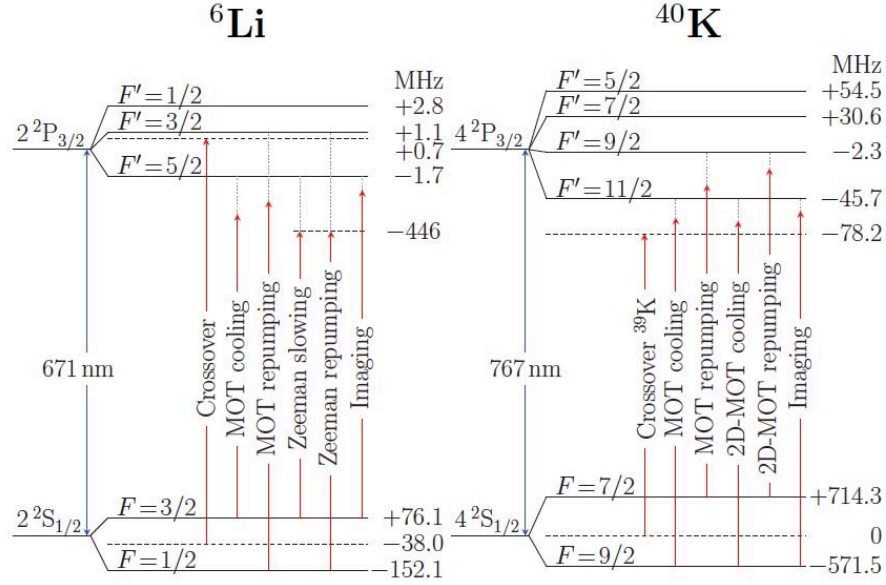 ⁶Li
MHz
F′=1/2
+2.8
F′=3/2
+1.1
2 ²P₃/₂
+0.7
F′=5/2
−1.7
−446
671 nm
Crossover
MOT cooling
MOT repumping
Zeeman slowing
Zeeman repumping
Imaging
F=3/2
+76.1
2 ²S₁/₂
−38.0
F=1/2
−152.1
⁴⁰K
MHz
F′=5/2
+54.5
F′=7/2
+30.6
4 ²P₃/₂
F′=9/2
−2.3
F′=11/2
−45.7
−78.2
767 nm
Crossover ³⁹K
MOT cooling
MOT repumping
2D-MOT cooling
2D-MOT repumping
Imaging
F=7/2
+714.3
4 ²S₁/₂
0
F=9/2
−571.5